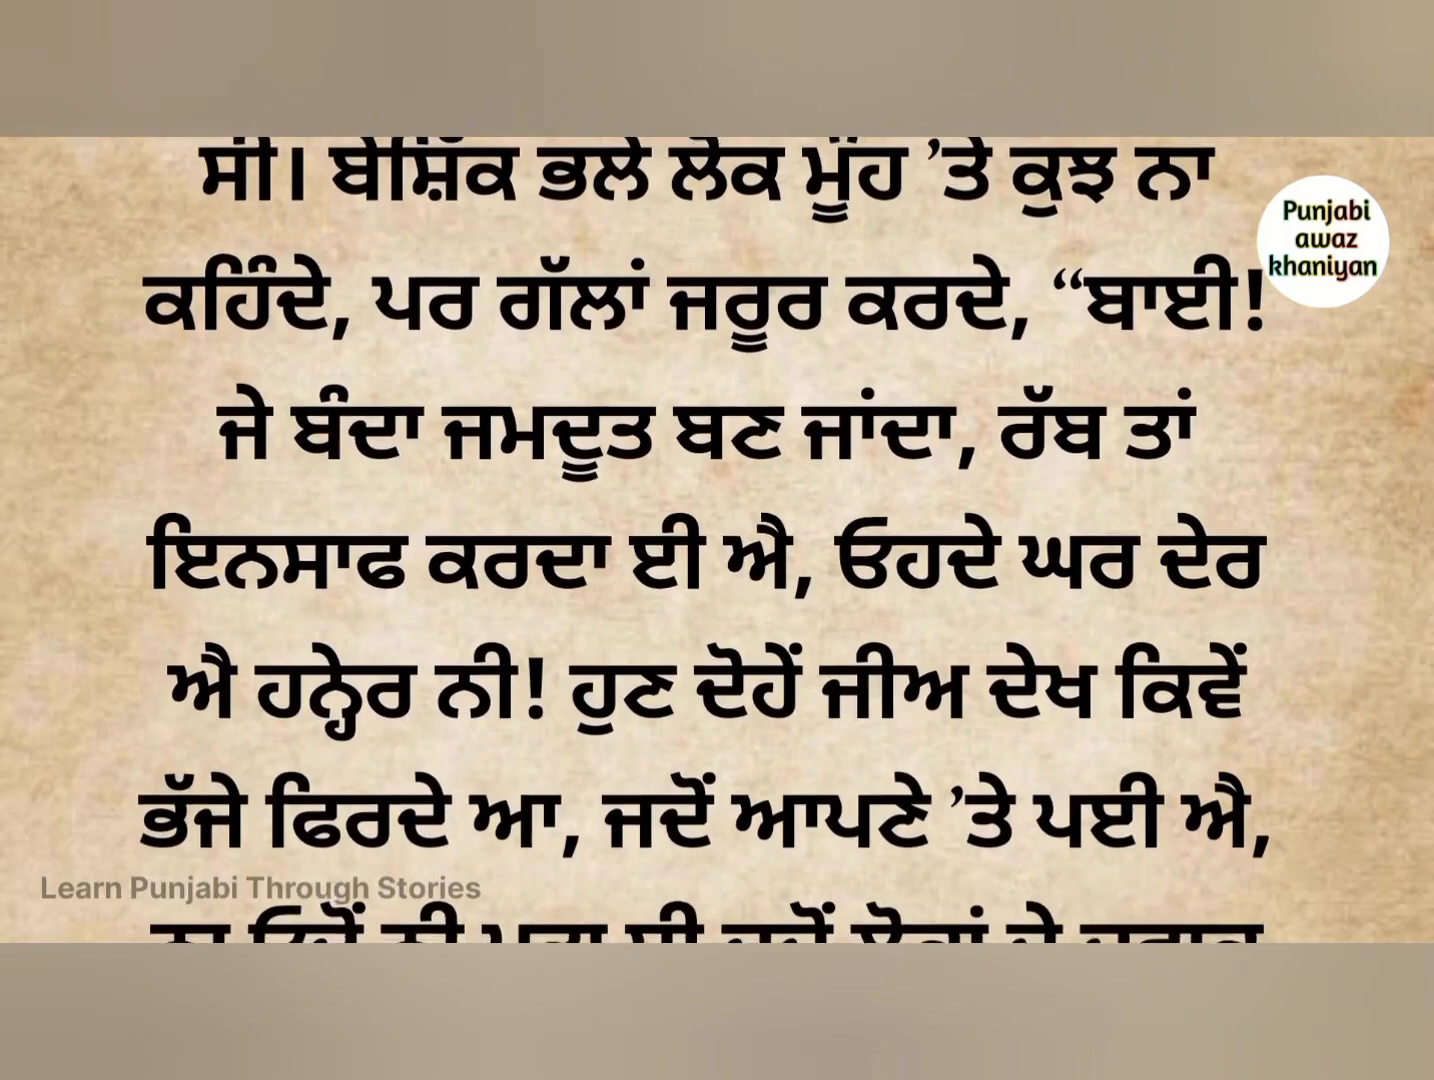 ਸੀ। ਬੇਸ਼ਿੱਕ ਭਲੇ ਲੋਕ ਮੂੰਹ ’ਤੇ ਕੁਝ ਨਾ
ਕਹਿੰਦੇ, ਪਰ ਗੱਲਾਂ ਜਰੂਰ ਕਰਦੇ, “ਬਾਈ!
ਜੇ ਬੰਦਾ ਜਮਦੂਤ ਬਣ ਜਾਂਦਾ, ਰੱਬ ਤਾਂ
ਇਨਸਾਫ ਕਰਦਾ ਈ ਐ, ਓਹਦੇ ਘਰ ਦੇਰ
ਐ ਹਨ੍ਹੇਰ ਨੀ! ਹੁਣ ਦੋਹੇਂ ਜੀਅ ਦੇਖ ਕਿਵੇਂ
ਭੱਜੇ ਫਿਰਦੇ ਆ, ਜਦੋਂ ਆਪਣੇ ’ਤੇ ਪਈ ਐ,
Punjabi
awaz
khaniyan
Learn Punjabi Through Stories